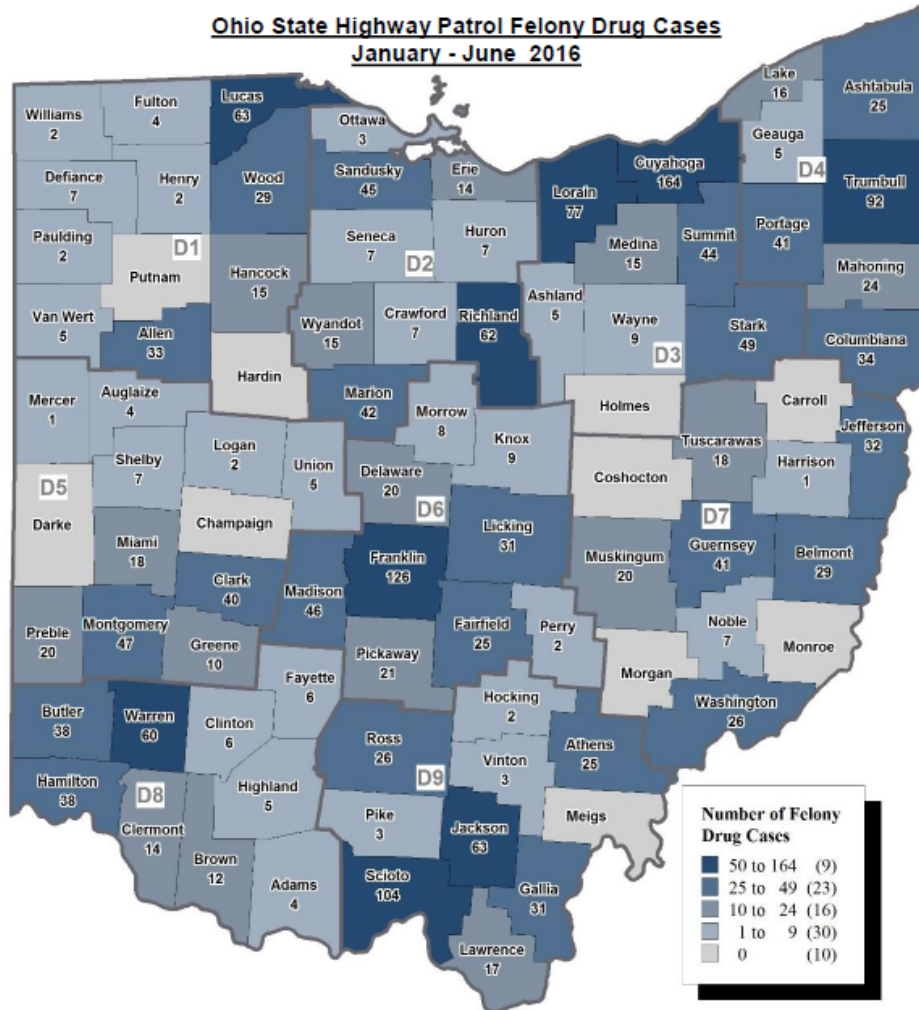 Ohio State Highway Patrol Felony Drug Cases
January - June 2016
Williams
2
Fulton
4
Lucas
63
Ottawa
3
Lake
16
Ashtabula
25
Geauga
5
D4
Defiance
7
Henry
2
Wood
29
Sandusky
45
Erie
14
Lorain
77
Cuyahoga
164
Trumbull
92
Paulding
2
D1
Putnam
Hancock
15
Seneca
7
D2
Huron
7
Medina
15
Summit
44
Portage
41
Mahoning
24
Van Wert
5
Allen
33
Wyandot
15
Crawford
7
Richland
62
Ashland
5
Wayne
9
D3
Stark
49
Columbiana
34
Hardin
Mercer
1
Auglaize
4
Marion
42
Morrow
8
Holmes
Carroll
Jefferson
32
Shelby
7
Logan
2
Union
5
Knox
9
Tuscarawas
18
Harrison
1
Delaware
20
D6
Coshocton
D5
Darke
Champaign
Licking
31
D7
Guernsey
41
Belmont
29
Miami
18
Franklin
126
Muskingum
20
Clark
40
Madison
46
Preble
20
Montgomery
47
Greene
10
Pickaway
21
Fairfield
25
Perry
2
Noble
7
Monroe
Morgan
Fayette
6
Hocking
2
Washington
26
Butler
38
Warren
60
Clinton
6
Ross
26
D9
Athens
25
Vinton
3
Hamilton
38
D8
Clermont
14
Highland
5
Pike
3
Jackson
63
Meigs
Brown
12
Adams
4
Scioto
104
Gallia
31
Lawrence
17
Number of Felony
Drug Cases
50 to 164 (9)
25 to 49 (23)
10 to 24 (16)
1 to 9 (30)
0 (10)